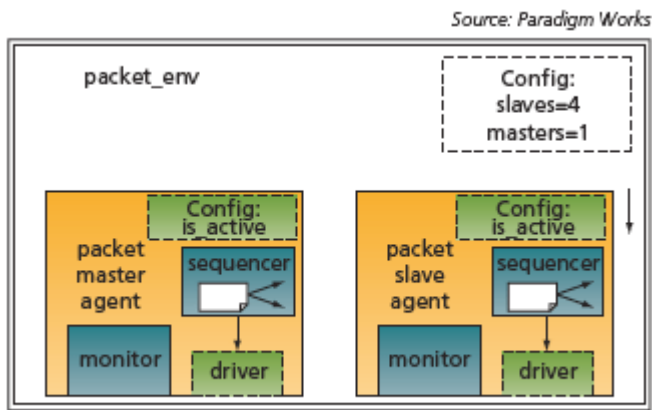 Source: Paradigm Works
packet_env
Config:
slaves=4
masters=1
Config:
is_active
packet
master
agent
sequencer
monitor
driver
Config:
is_active
packet
slave
agent
sequencer
monitor
driver